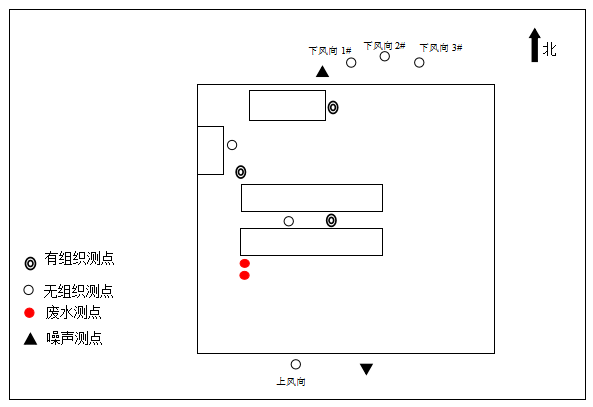 下风向 1#
下风向 2#
下风向 3#
北
有组织测点
无组织测点
废水测点
噪声测点
上风向